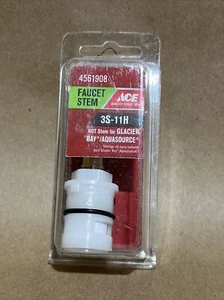 4561908
ACE
FAUCET
STEM
3S-11H
HOT Stem for GLACIER
BAY®/AQUASOURCE®